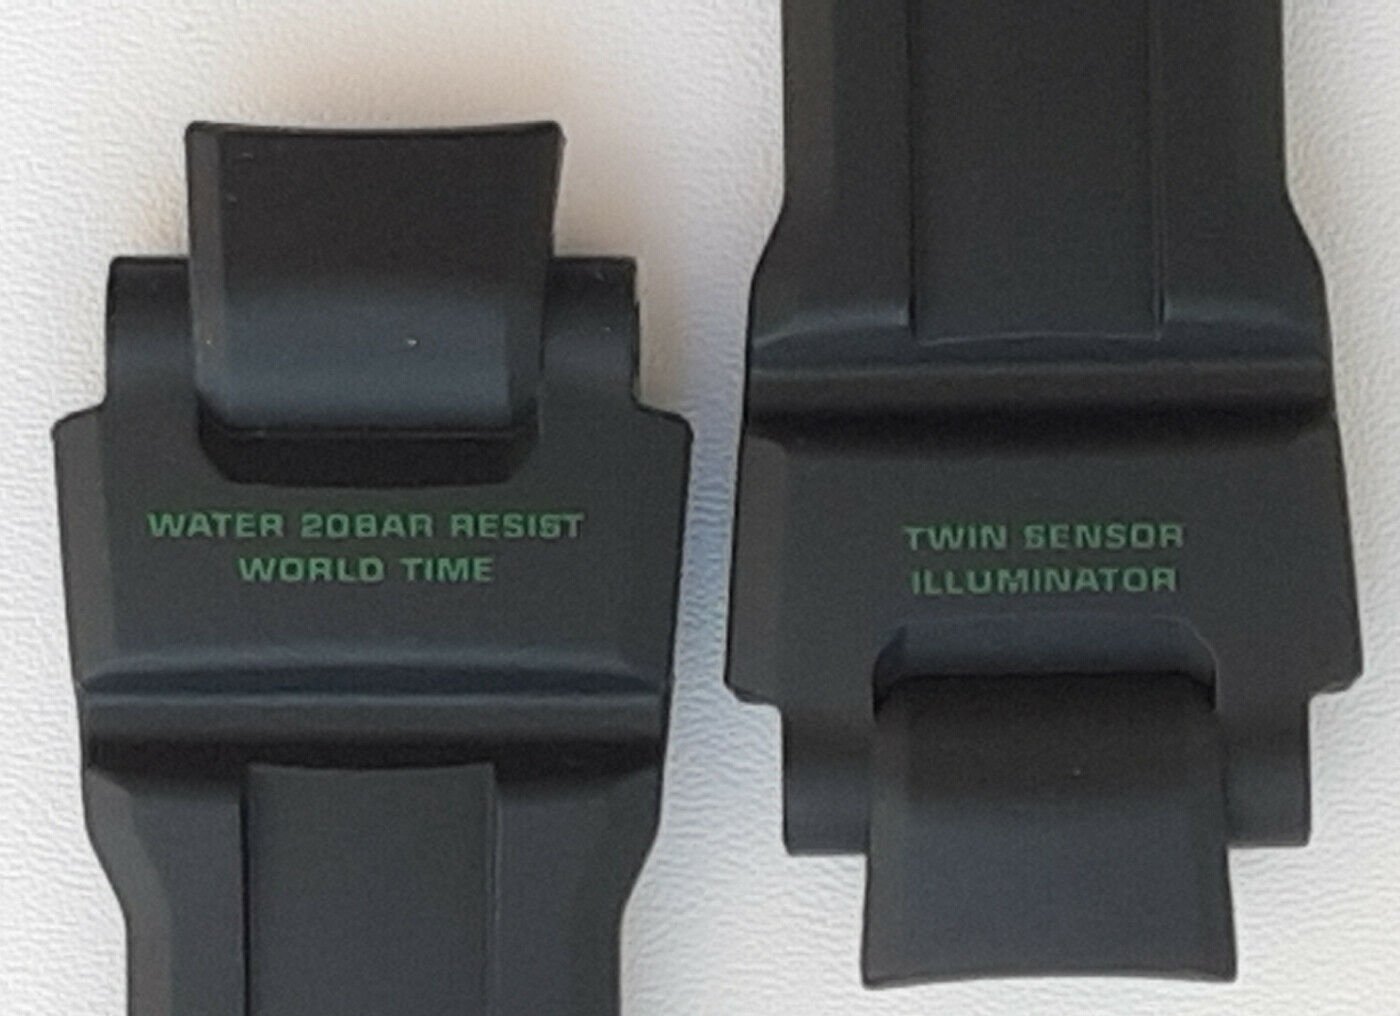 WATER 20BAR RESIST
WORLD TIME
TWIN SENSOR
ILLUMINATOR